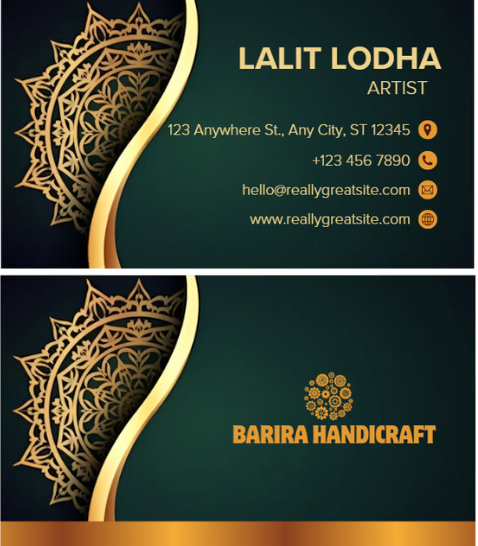 LALIT LODHA
ARTIST
123 Anywhere St., Any City, ST 12345
+123 456 7890
hello@reallygreatsite.com
www.reallygreatsite.com
BARIRA HANDICRAFT